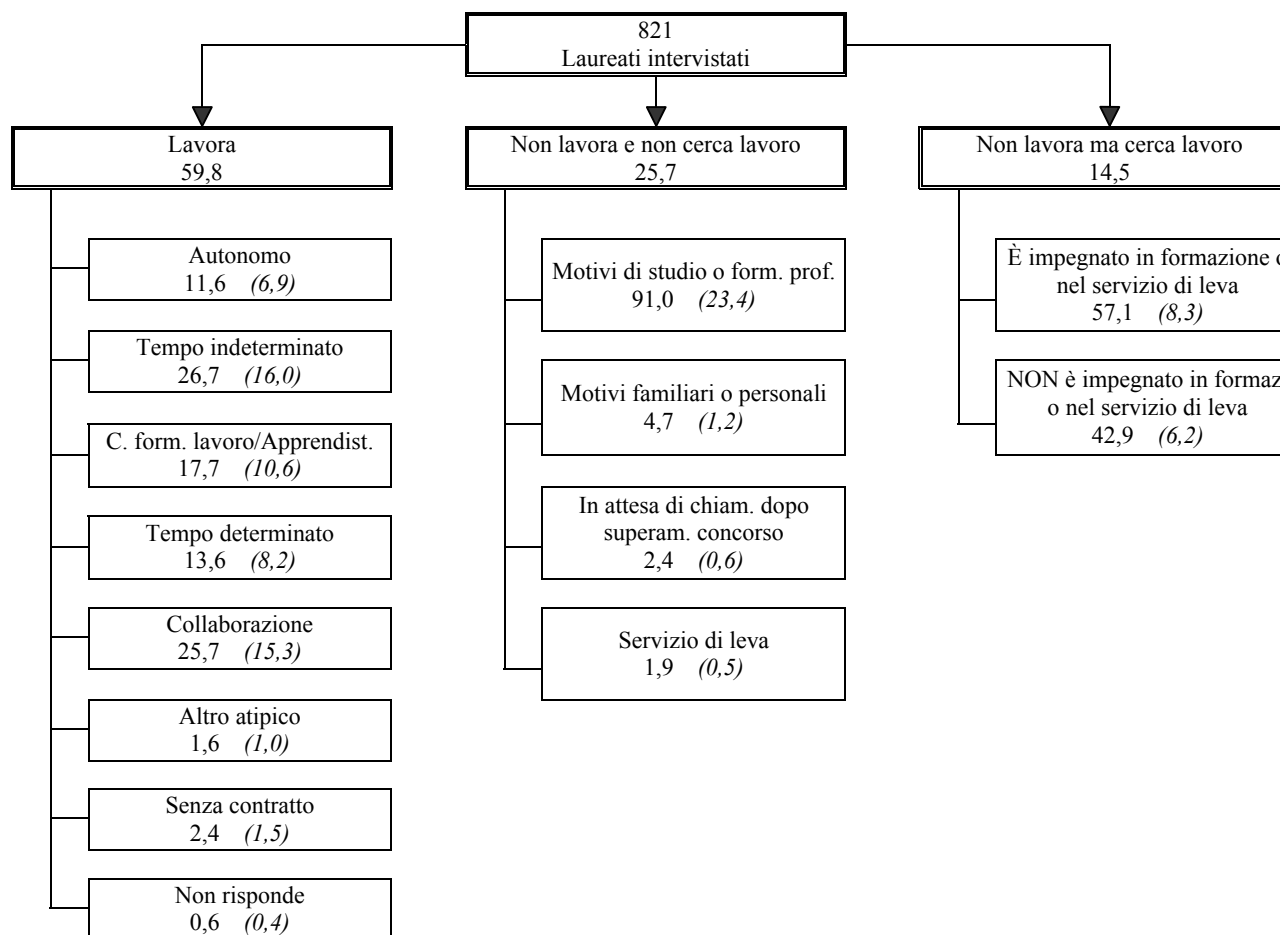 821
Laureati intervistati
Lavora
59,8
Non lavora e non cerca lavoro
25,7
Non lavora ma cerca lavoro
14,5
Autonomo
11,6 (6,9)
Tempo indeterminato
26,7 (16,0)
C. form. lavoro/Apprendist.
17,7 (10,6)
Tempo determinato
13,6 (8,2)
Collaborazione
25,7 (15,3)
Altro atipico
1,6 (1,0)
Senza contratto
2,4 (1,5)
Non risponde
0,6 (0,4)
Motivi di studio o form. prof.
91,0 (23,4)
Motivi familiari o personali
4,7 (1,2)
In attesa di chiam. dopo
superam. concorso
2,4 (0,6)
Servizio di leva
1,9 (0,5)
È impegnato in formazione
nel servizio di leva
57,1 (8,3)
NON è impegnato in
o nel servizio di leva
42,9 (6,2)